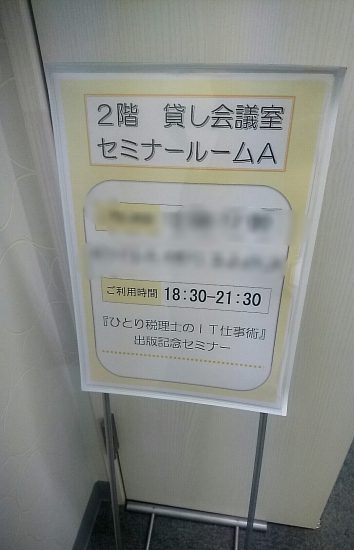 2階　貸し会議室
セミナールームA
ご利用時間 18:30-21:30
『ひとり税理士のIT仕事術』
出版記念セミナー